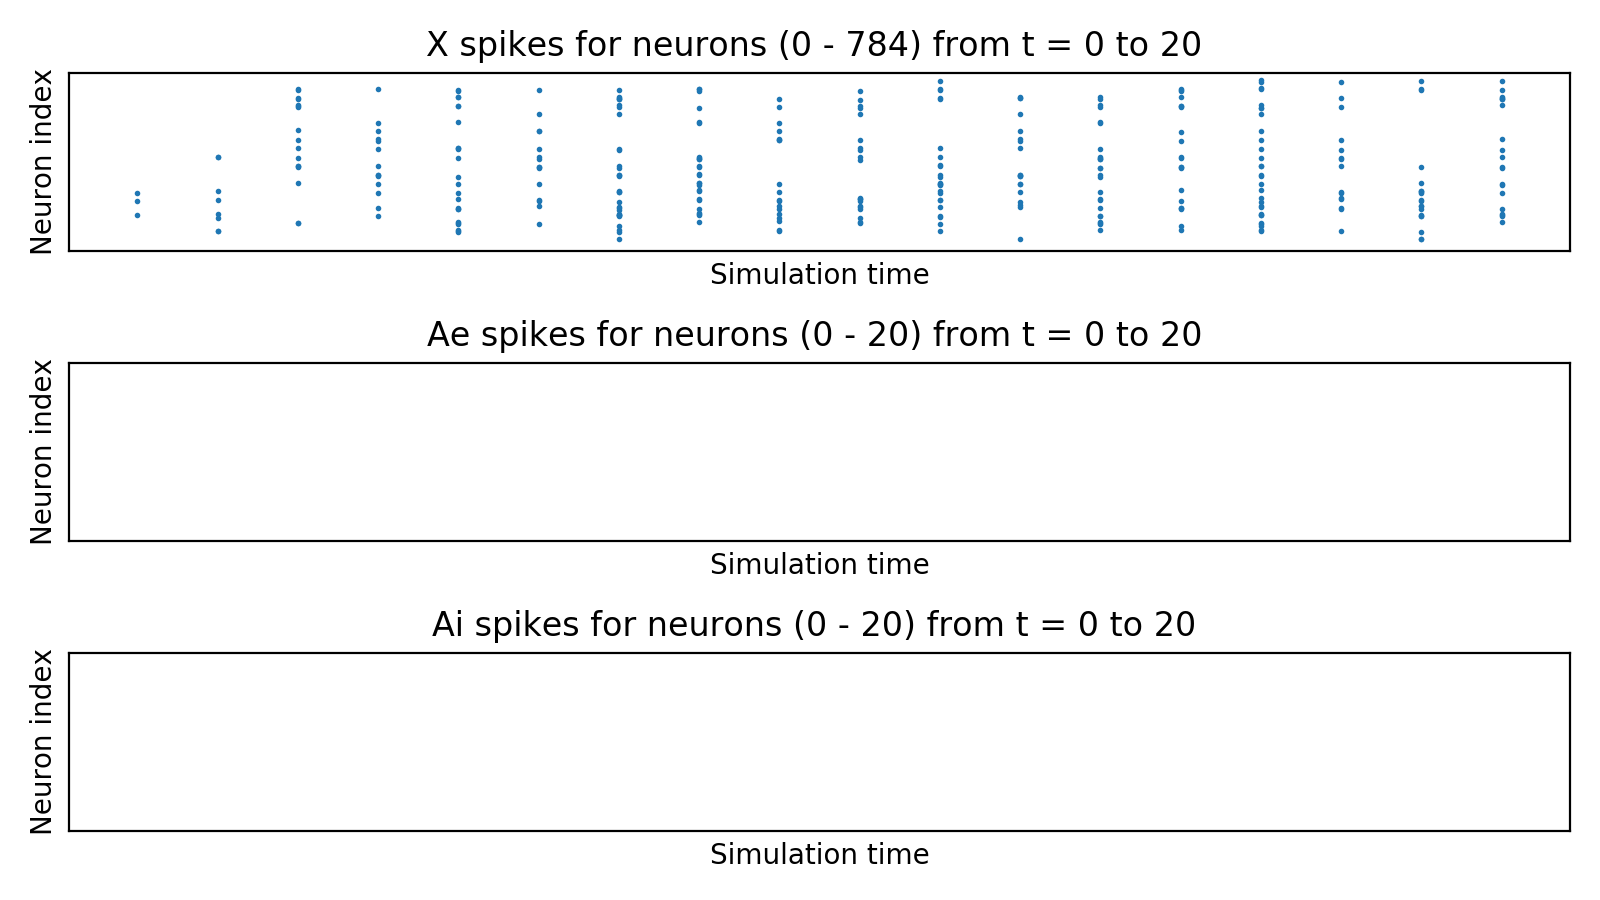 X spikes for neurons (0 - 784) from t = 0 to 20
Neuron index
Simulation time
Ae spikes for neurons (0 - 20) from t = 0 to 20
Neuron index
Simulation time
Ai spikes for neurons (0 - 20) from t = 0 to 20
Neuron index
Simulation time